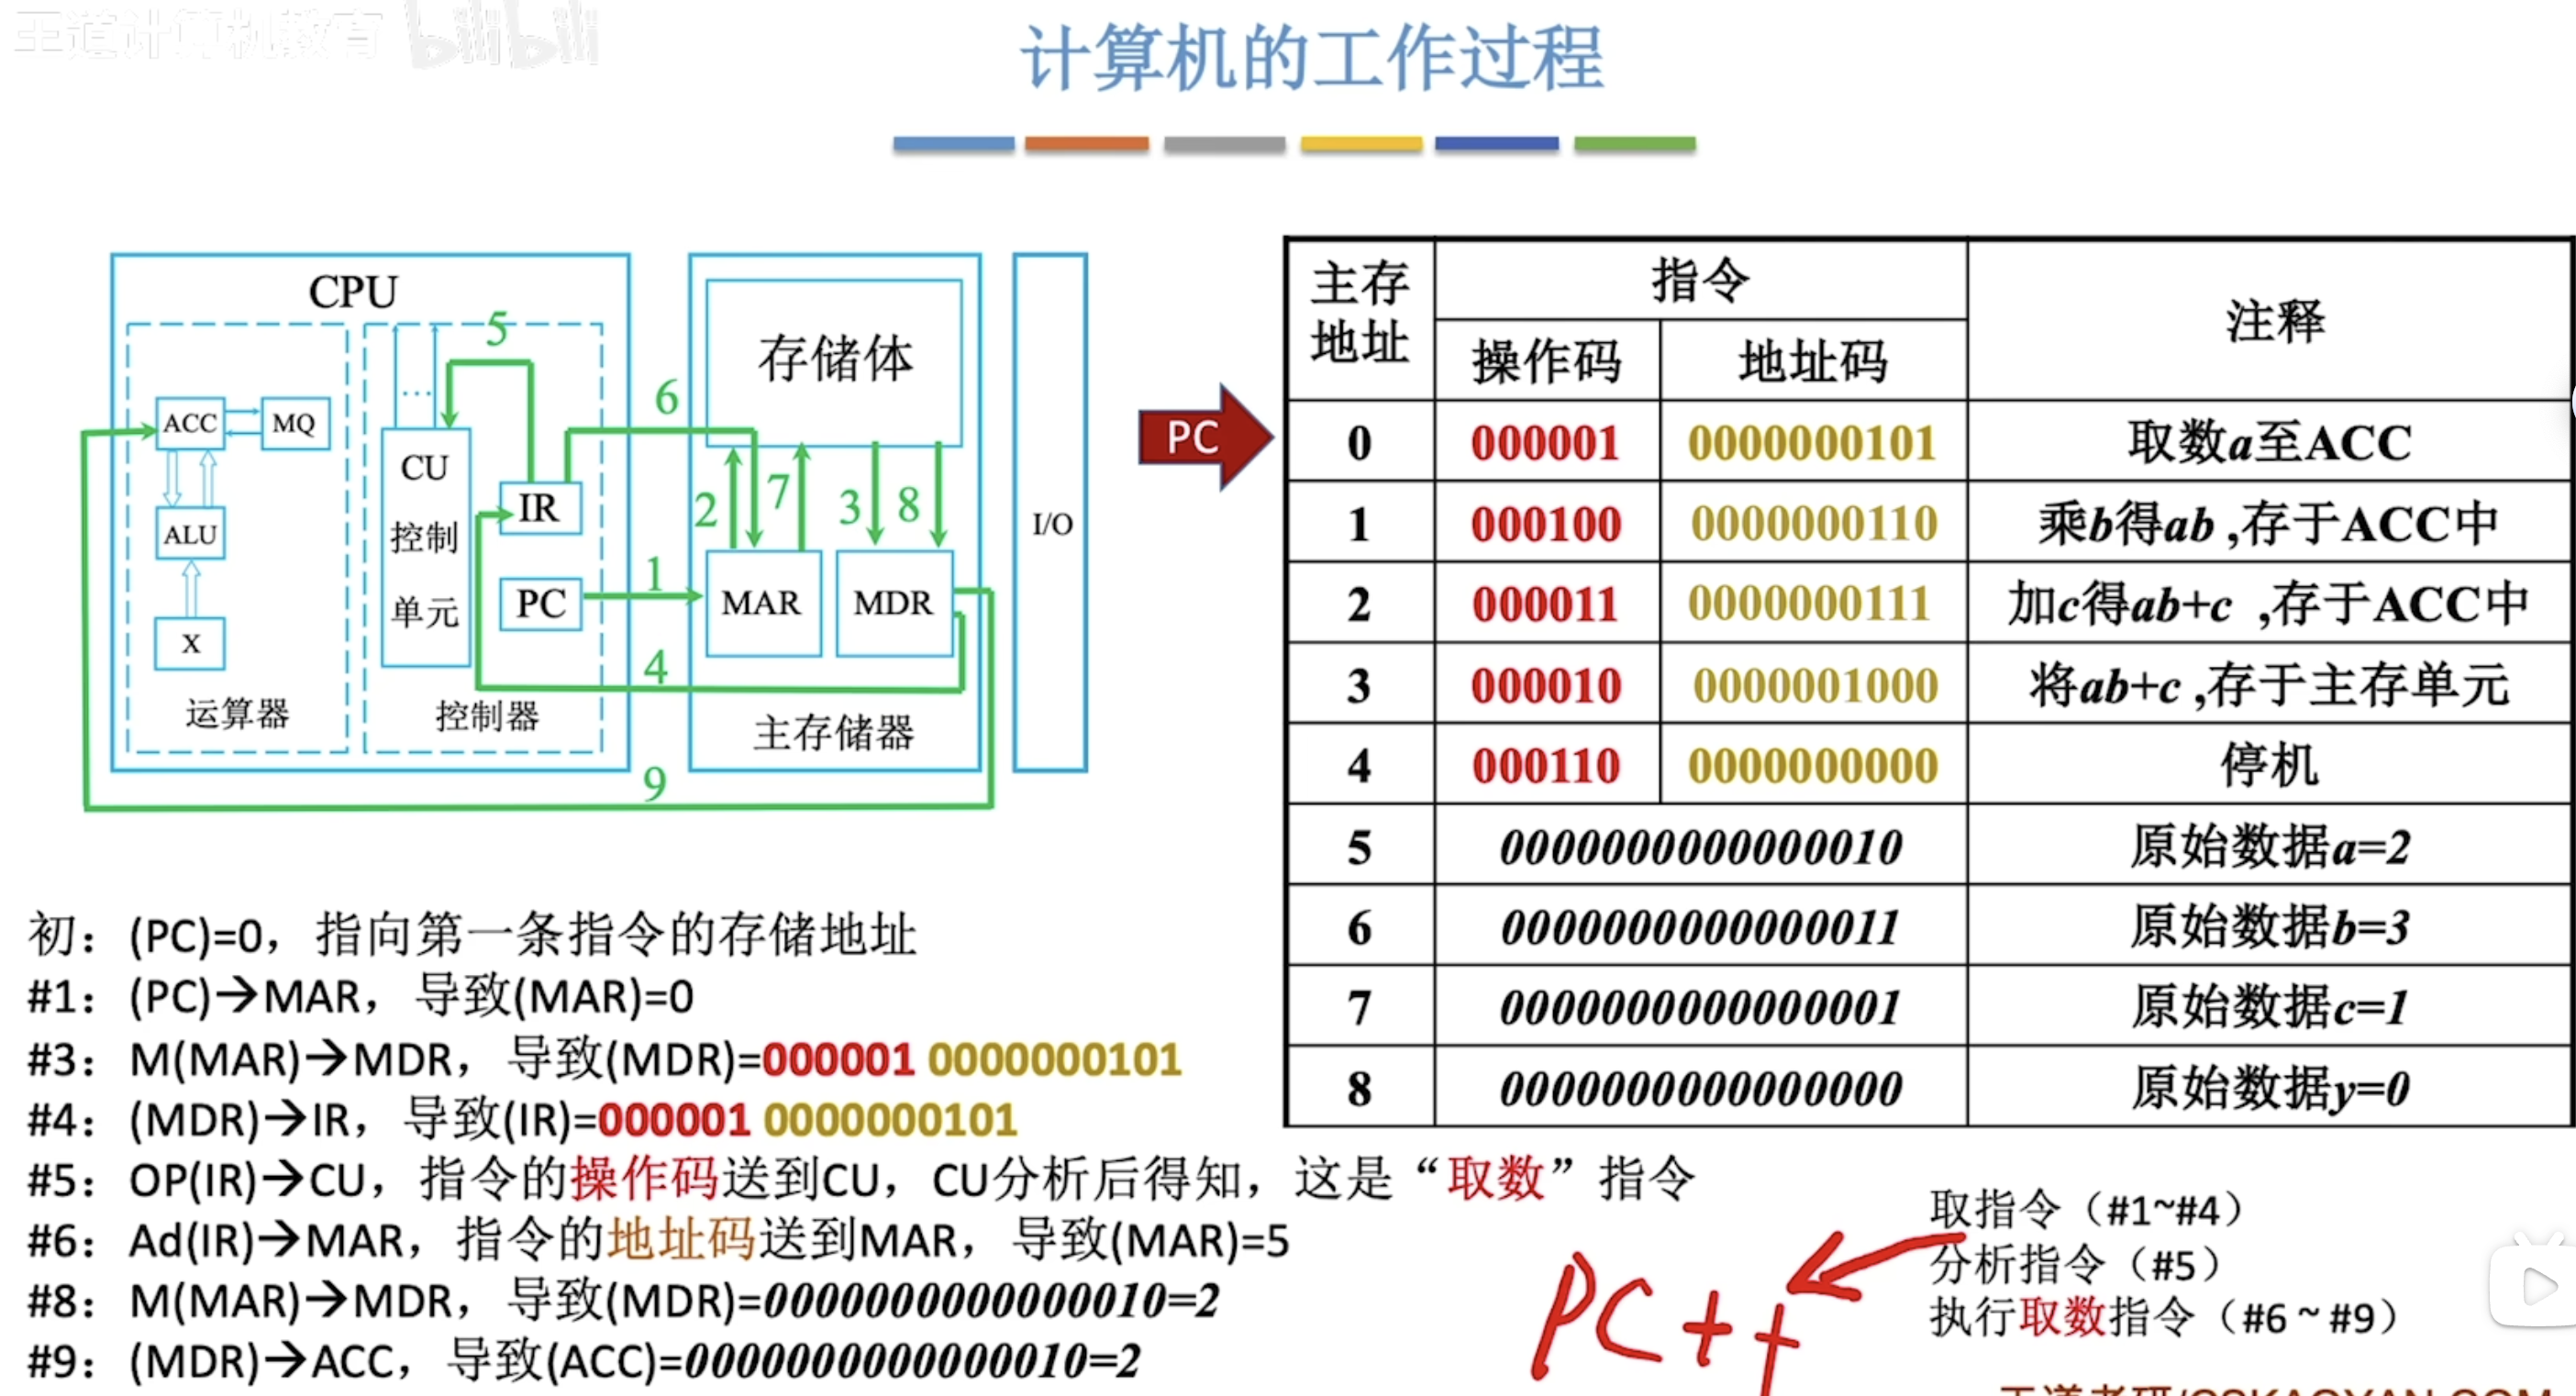 王道计算机教育 bilibili
计算机的工作过程
CPU
5
6
...
ACC
MQ
CU
控制
单元
IR
PC
ALU
X
运算器
控制器
1
4
9
存储体
2
7
3
8
MAR
MDR
主存储器
I/O
PC
主存地址 指令 注释
操作码 地址码
0 000001 0000000101 取数a至ACC
1 000100 0000000110 乘b得ab ,存于ACC中
2 000011 0000000111 加c得ab+c ,存于ACC中
3 000010 0000001000 将ab+c ,存于主存单元
4 000110 0000000000 停机
5 0000000000000010 原始数据a=2
6 0000000000000011 原始数据b=3
7 0000000000000001 原始数据c=1
8 0000000000000000 原始数据y=0
初：(PC)=0，指向第一条指令的存储地址
#1：(PC)→MAR，导致(MAR)=0
#3：M(MAR)→MDR，导致(MDR)=000001 0000000101
#4：(MDR)→IR，导致(IR)=000001 0000000101
#5：OP(IR)→CU，指令的操作码送到CU，CU分析后得知，这是“取数”指令
#6：Ad(IR)→MAR，指令的地址码送到MAR，导致(MAR)=5
#8：M(MAR)→MDR，导致(MDR)=0000000000000010=2
#9：(MDR)→ACC，导致(ACC)=0000000000000010=2
PC++
取指令（#1~#4）
分析指令（#5）
执行取数指令（#6 ~ #9）